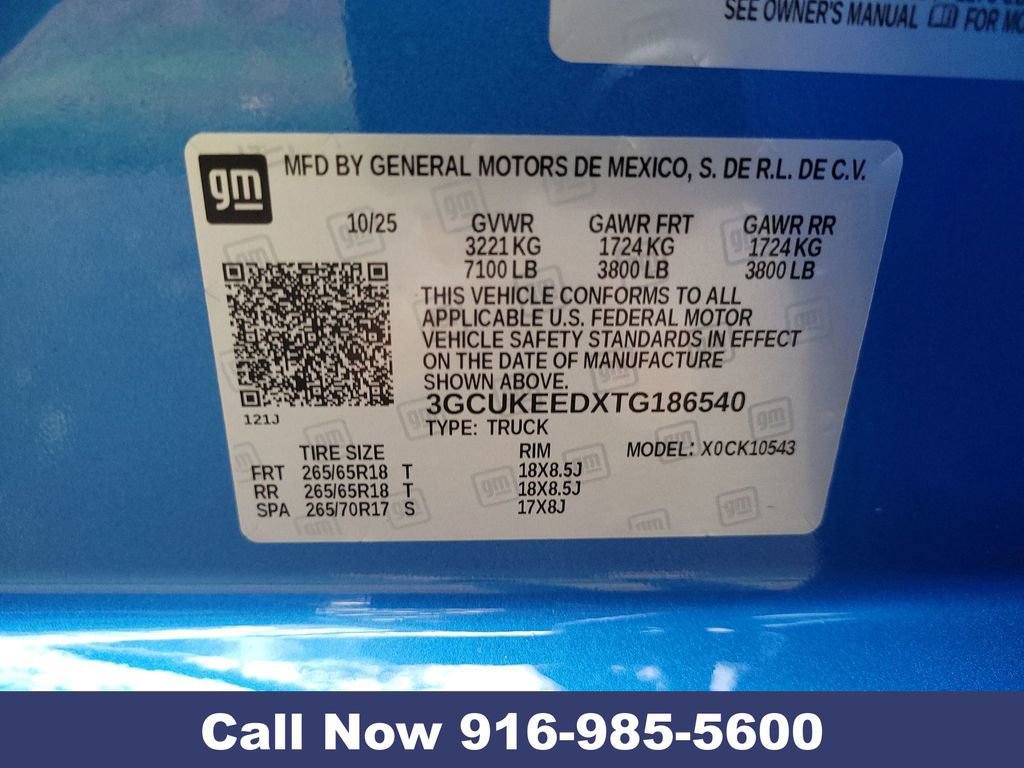 SEE OWNER'S MANUAL FOR MO
gm MFD BY GENERAL MOTORS DE MEXICO, S. DE R.L. DE C.V.
10/25 GVWR GAWR FRT GAWR RR
3221 KG 1724 KG 1724 KG
7100 LB 3800 LB 3800 LB
THIS VEHICLE CONFORMS TO ALL
APPLICABLE U.S. FEDERAL MOTOR
VEHICLE SAFETY STANDARDS IN EFFECT
ON THE DATE OF MANUFACTURE
SHOWN ABOVE.
3GCUKEEDXTG186540
121J
TYPE: TRUCK
TIRE SIZE RIM MODEL: X0CK10543
FRT 265/65R18 T 18X8.5J
RR 265/65R18 T 18X8.5J
SPA 265/70R17 S 17X8J
Call Now 916-985-5600